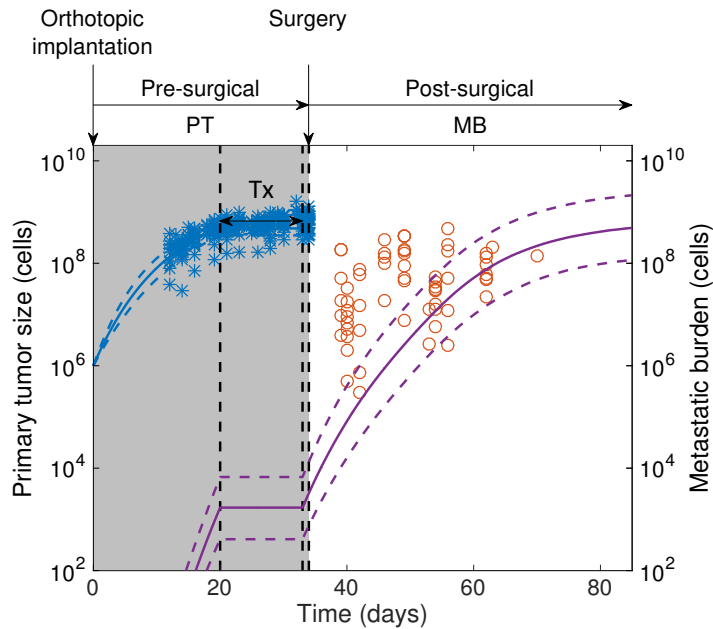 Orthotopic
implantation
Surgery
Pre-surgical
Post-surgical
PT
MB
Tx
10^10
10^8
10^6
10^4
10^2
Primary tumor size (cells)
10^10
10^8
10^6
10^4
10^2
Metastatic burden (cells)
0
20
40
60
80
Time (days)